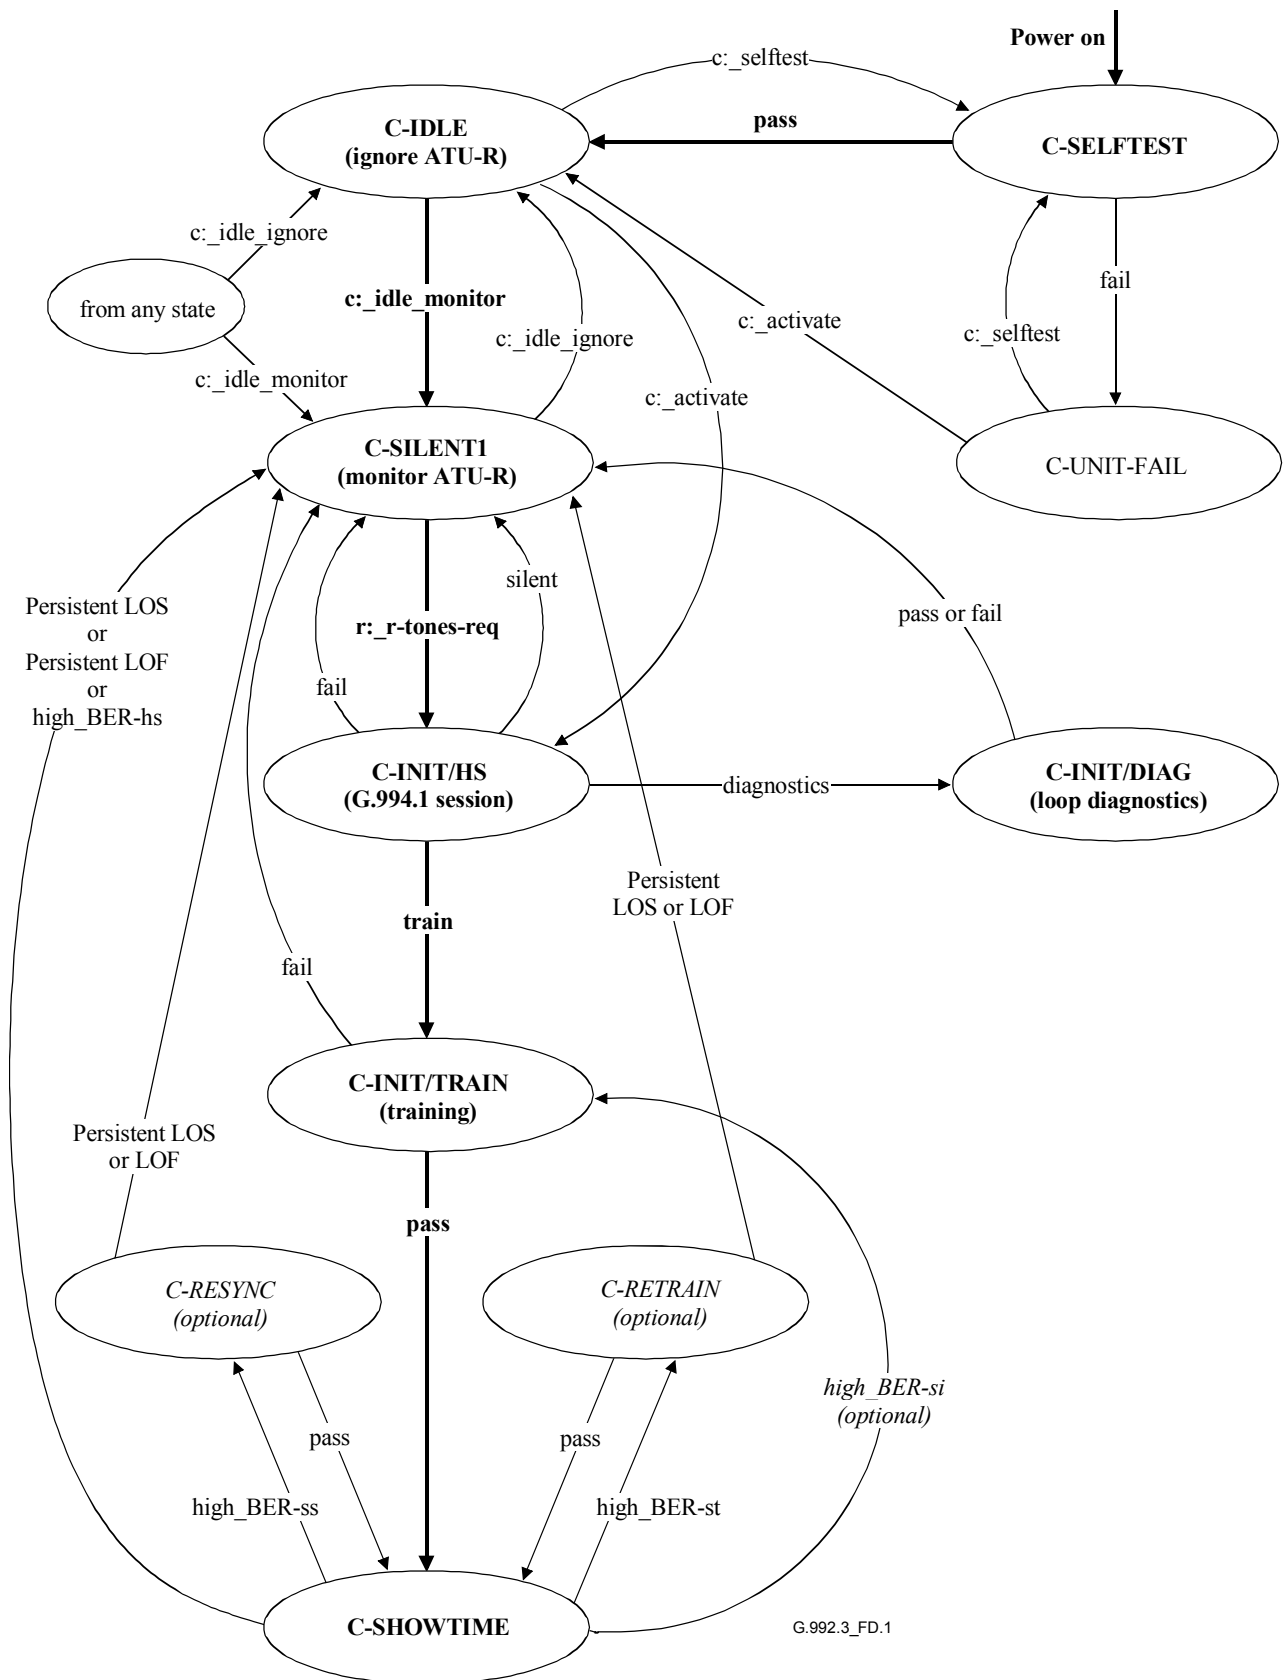 Power on
c:_selftest
C-IDLE
(ignore ATU-R)
pass
C-SELFTEST
c:_idle_ignore
from any state
c:_idle_monitor
c:_idle_ignore
c:_activate
c:_selftest
fail
c:_idle_monitor
c:_activate
C-SILENT1
(monitor ATU-R)
C-UNIT-FAIL
Persistent LOS
or
Persistent LOF
or
high_BER-hs
silent
r:_r-tones-req
fail
pass or fail
C-INIT/HS
(G.994.1 session)
diagnostics
C-INIT/DIAG
(loop diagnostics)
Persistent
LOS or LOF
train
fail
C-INIT/TRAIN
(training)
Persistent LOS
or LOF
pass
C-RESYNC
(optional)
C-RETRAIN
(optional)
high_BER-si
(optional)
pass
pass
high_BER-ss
high_BER-st
C-SHOWTIME
G.992.3_FD.1